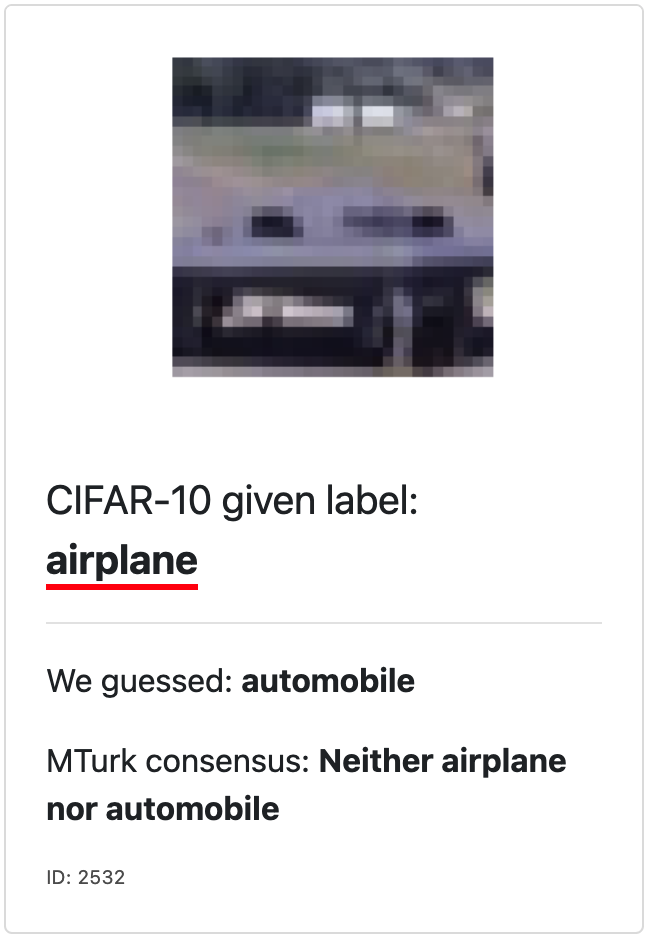 CIFAR-10 given label:
airplane
We guessed: automobile
MTurk consensus: Neither airplane
nor automobile
ID: 2532